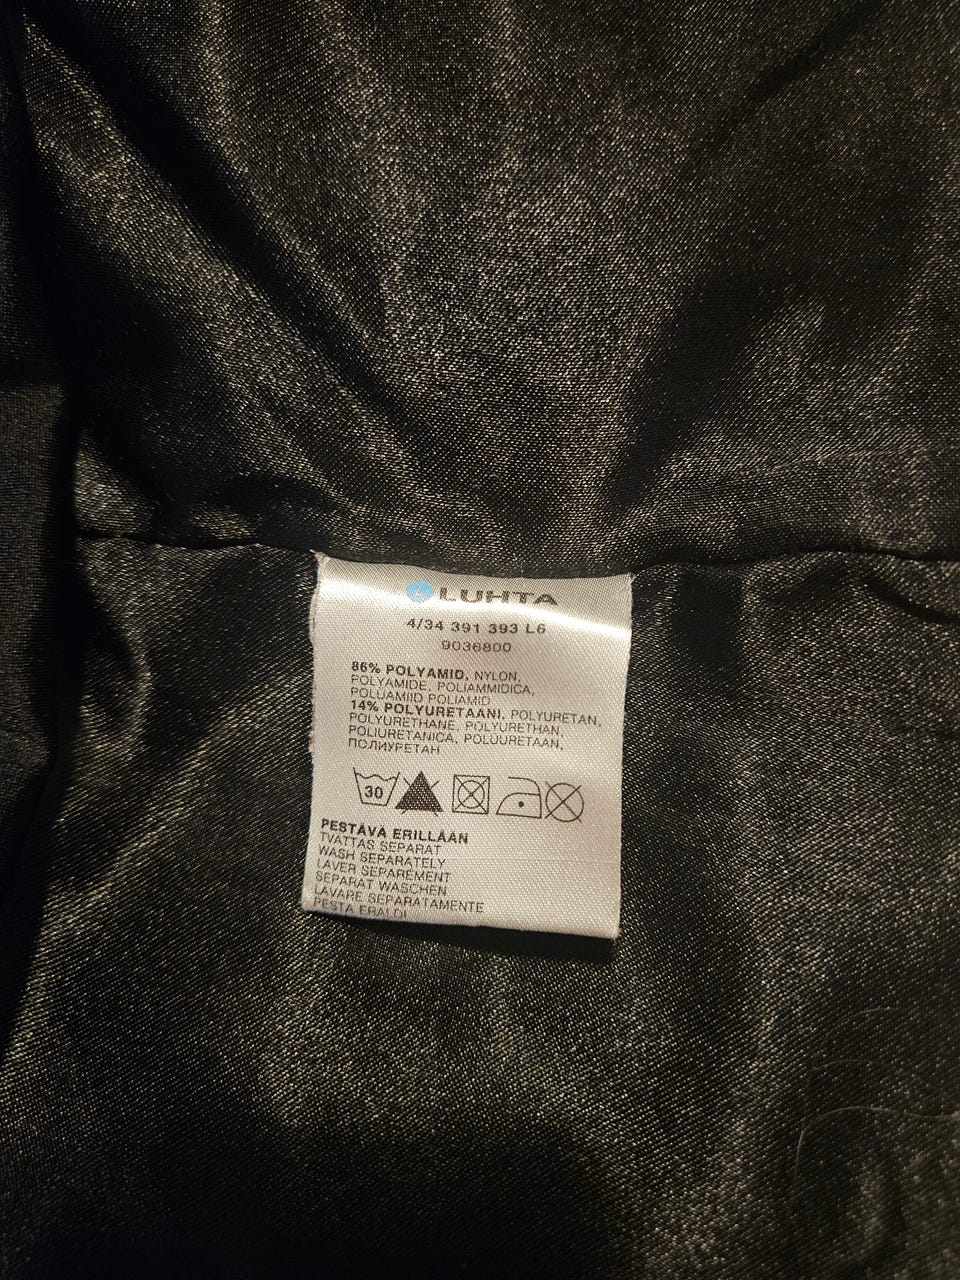 LUHTA
4/34 391 393 L6
9036800
86% POLYAMID, NYLON,
POLYAMIDE, POLIAMMIDICA,
POLUAMIID POLIAMID
14% POLYURETAANI, POLYURETAN,
POLYURETHANE, POLYURETHAN,
POLIURETANICA, POLUURETAAN,
ПОЛИУРЕТАН
30
PESTÄVÄ ERILLÄÄN
TVÄTTAS SEPARAT
WASH SEPARATELY
LAVER SEPAREMENT
SEPARAT WASCHEN
LAVARE SEPARATAMENTE
PESTA ERALDI